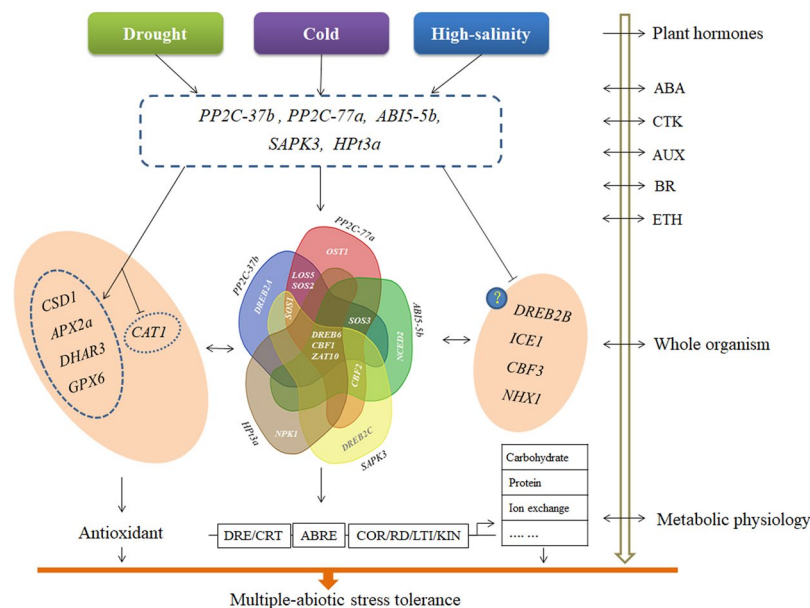 Drought
Cold
High-salinity
Plant hormones
PP2C-37b , PP2C-77a, ABI5-5b,
SAPK3, HPt3a
ABA
CTK
AUX
BR
ETH
CSD1
APX2a
DHAR3
GPX6
CAT1
PP2C-37b
PP2C-77a
ABI5-5b
SAPK3
HPt3a
OST1
LOS5
SOS2
DREB2A
SOS1
SOS3
NCED2
DREB6
CBF1
ZAT10
CBF2
NPK1
DREB2C
?
DREB2B
ICE1
CBF3
NHX1
Whole organism
Carbohydrate
Protein
Ion exchange
.... ...
Antioxidant
DRE/CRT
ABRE
COR/RD/LTI/KIN
Metabolic physiology
Multiple-abiotic stress tolerance